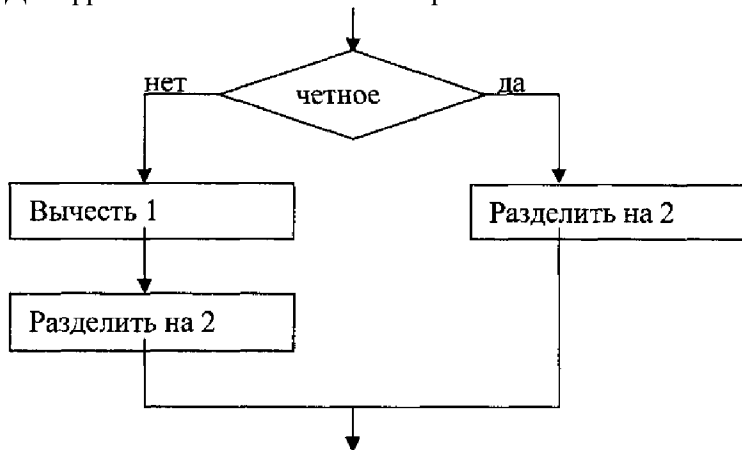 нет
четное
да
Вычесть 1
Разделить на 2
Разделить на 2